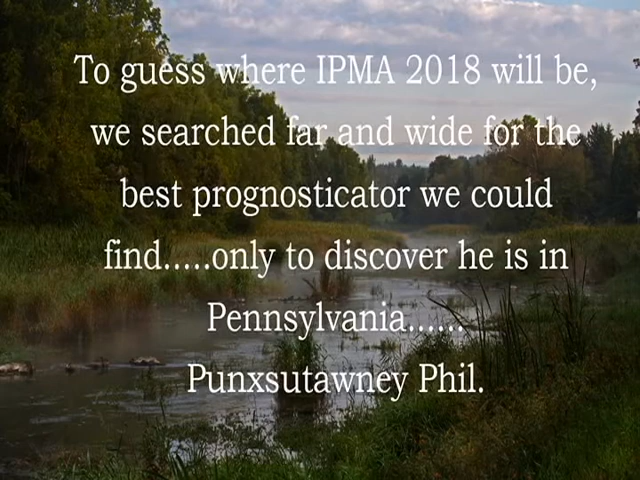 To guess where IPMA 2018 will be,
we searched far and wide for the
best prognosticator we could
find.....only to discover he is in
Pennsylvania......
Punxsutawney Phil.